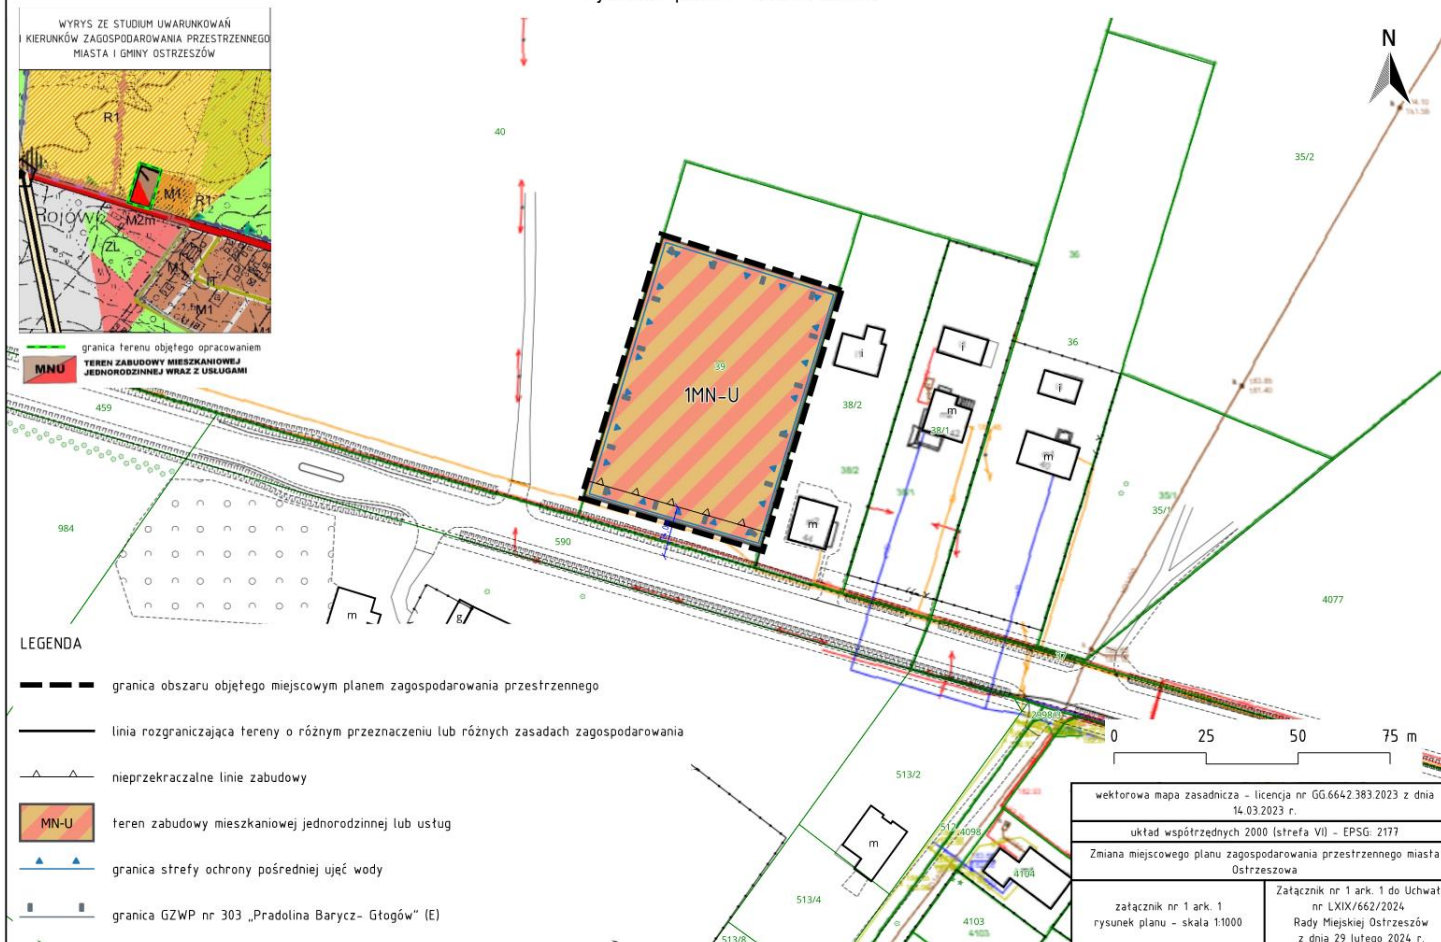 WYRYS ZE STUDIUM UWARUNKOWAŃ
I KIERUNKÓW ZAGOSPODAROWANIA PRZESTRZENNEGO
MIASTA I GMINY OSTRZESZÓW
R1
M1
R1
M2m
ZL
M1
M1
granica terenu objętego opracowaniem
MNU
TEREN ZABUDOWY MIESZKANIOWEJ
JEDNORODZINNEJ WRAZ Z USŁUGAMI
N
40
35/2
36
36
39
1MN-U
38/2
38/2
38/1
38/1
i
i
i
m
m
m
35/1
35/1
459
984
590
4077
m
g
513/2
m
513/4
513/8
512
4098
4104
4103
4103
LEGENDA
granica obszaru objętego miejscowym planem zagospodarowania przestrzennego
linia rozgraniczająca tereny o różnym przeznaczeniu lub różnych zasadach zagospodarowania
nieprzekraczalne linie zabudowy
MN-U
teren zabudowy mieszkaniowej jednorodzinnej lub usług
granica strefy ochrony pośredniej ujęć wody
granica GZWP nr 303 „Pradolina Barycz- Głogów" (E)
0 25 50 75 m
wektorowa mapa zasadnicza – licencja nr GG.6642.383.2023 z dnia
14.03.2023 r.
układ współrzędnych 2000 (strefa VI) – EPSG: 2177
Zmiana miejscowego planu zagospodarowania przestrzennego miasta
Ostrzeszowa
załącznik nr 1 ark. 1
rysunek planu – skala 1:1000
Załącznik nr 1 ark. 1 do Uchwał
nr LXIX/662/2024
Rady Miejskiej Ostrzeszów
z dnia 29 lutego 2024 r.